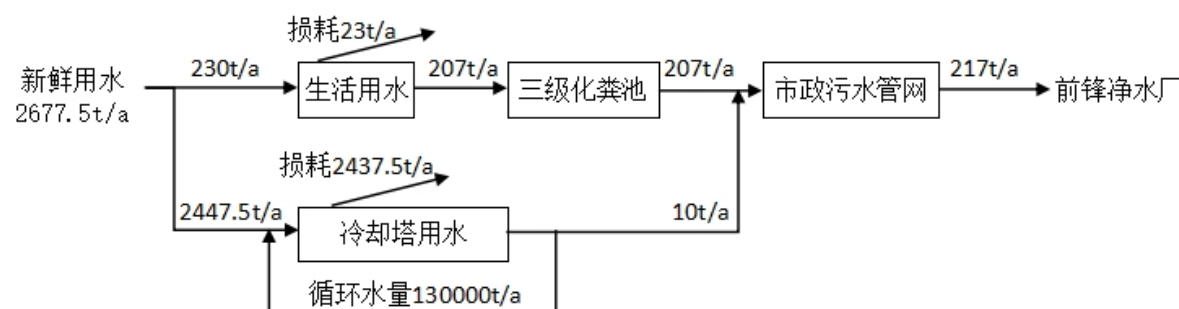 损耗23t/a
新鲜用水
2677.5t/a
230t/a
生活用水
207t/a
三级化粪池
207t/a
市政污水管网
217t/a
前锋净水厂
损耗2437.5t/a
2447.5t/a
冷却塔用水
10t/a
循环水量130000t/a